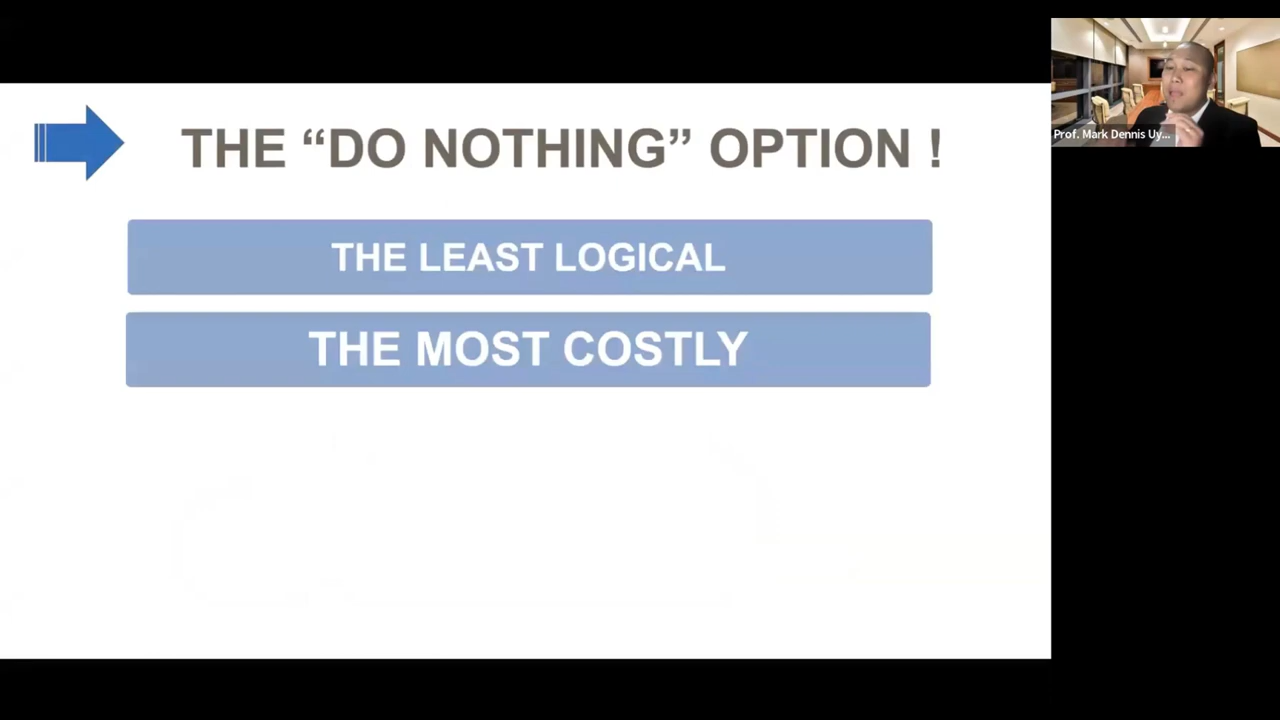 THE “DO NOTHING” OPTION !
THE LEAST LOGICAL
THE MOST COSTLY
Prof. Mark Dennis Uy...